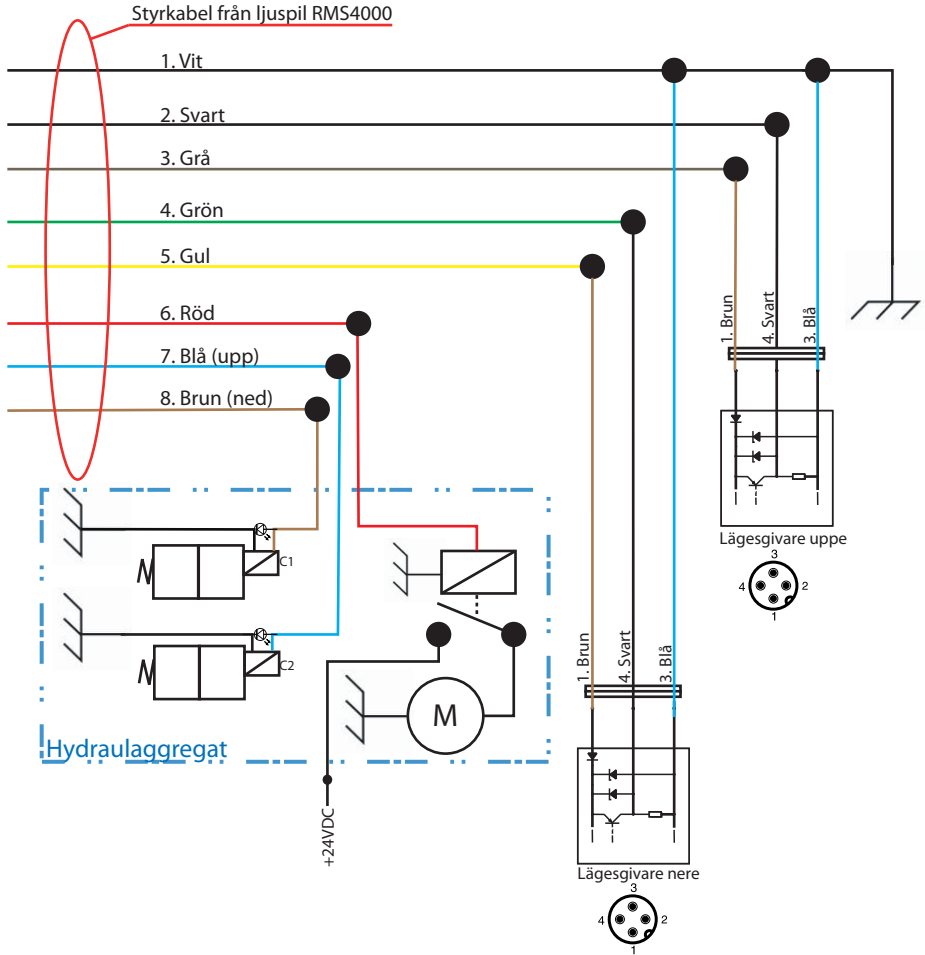 Styrkabel från ljuspil RMS4000
1. Vit
2. Svart
3. Grå
4. Grön
5. Gul
6. Röd
7. Blå (upp)
8. Brun (ned)
1. Brun
4. Svart
3. Blå
Lägesgivare uppe
3
4
2
1
C1
C2
M
Hydraulaggregat
+24VDC
1. Brun
4. Svart
3. Blå
Lägesgivare nere
3
4
2
1